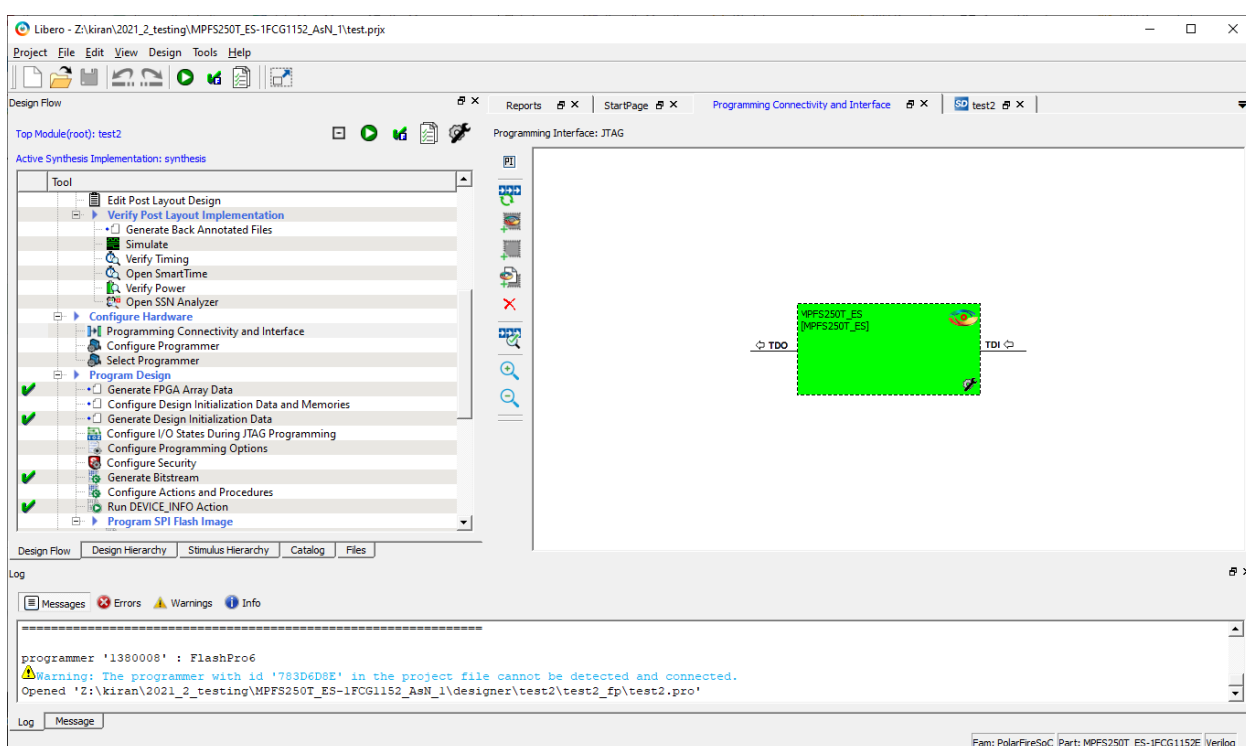 Libero - Z:\kiran\2021_2_testing\MPFS250T_ES-1FCG1152_AsN_1\test.prjx
Project File Edit View Design Tools Help
Design Flow
Reports StartPage Programming Connectivity and Interface test2
Top Module(root): test2
Programming Interface: JTAG
Active Synthesis Implementation: synthesis
PI
Tool
Edit Post Layout Design
Verify Post Layout Implementation
Generate Back Annotated Files
Simulate
Verify Timing
Open SmartTime
Verify Power
Open SSN Analyzer
Configure Hardware
Programming Connectivity and Interface
Configure Programmer
Select Programmer
Program Design
Generate FPGA Array Data
Configure Design Initialization Data and Memories
Generate Design Initialization Data
Configure I/O States During JTAG Programming
Configure Programming Options
Configure Security
Generate Bitstream
Configure Actions and Procedures
Run DEVICE_INFO Action
Program SPI Flash Image
MPFS250T_ES
[MPFS250T_ES]
TDO
TDI
Design Flow Design Hierarchy Stimulus Hierarchy Catalog Files
Log
Messages Errors Warnings Info
programmer '1380008' : FlashPro6
Warning: The programmer with id '783D6D8E' in the project file cannot be detected and connected.
Opened 'Z:\kiran\2021_2_testing\MPFS250T_ES-1FCG1152_AsN_1\designer\test2\test2_fp\test2.pro'
Log Message
Fam: PolarFireSoC Part: MPFS250T_ES-1FCG1152E Verilog